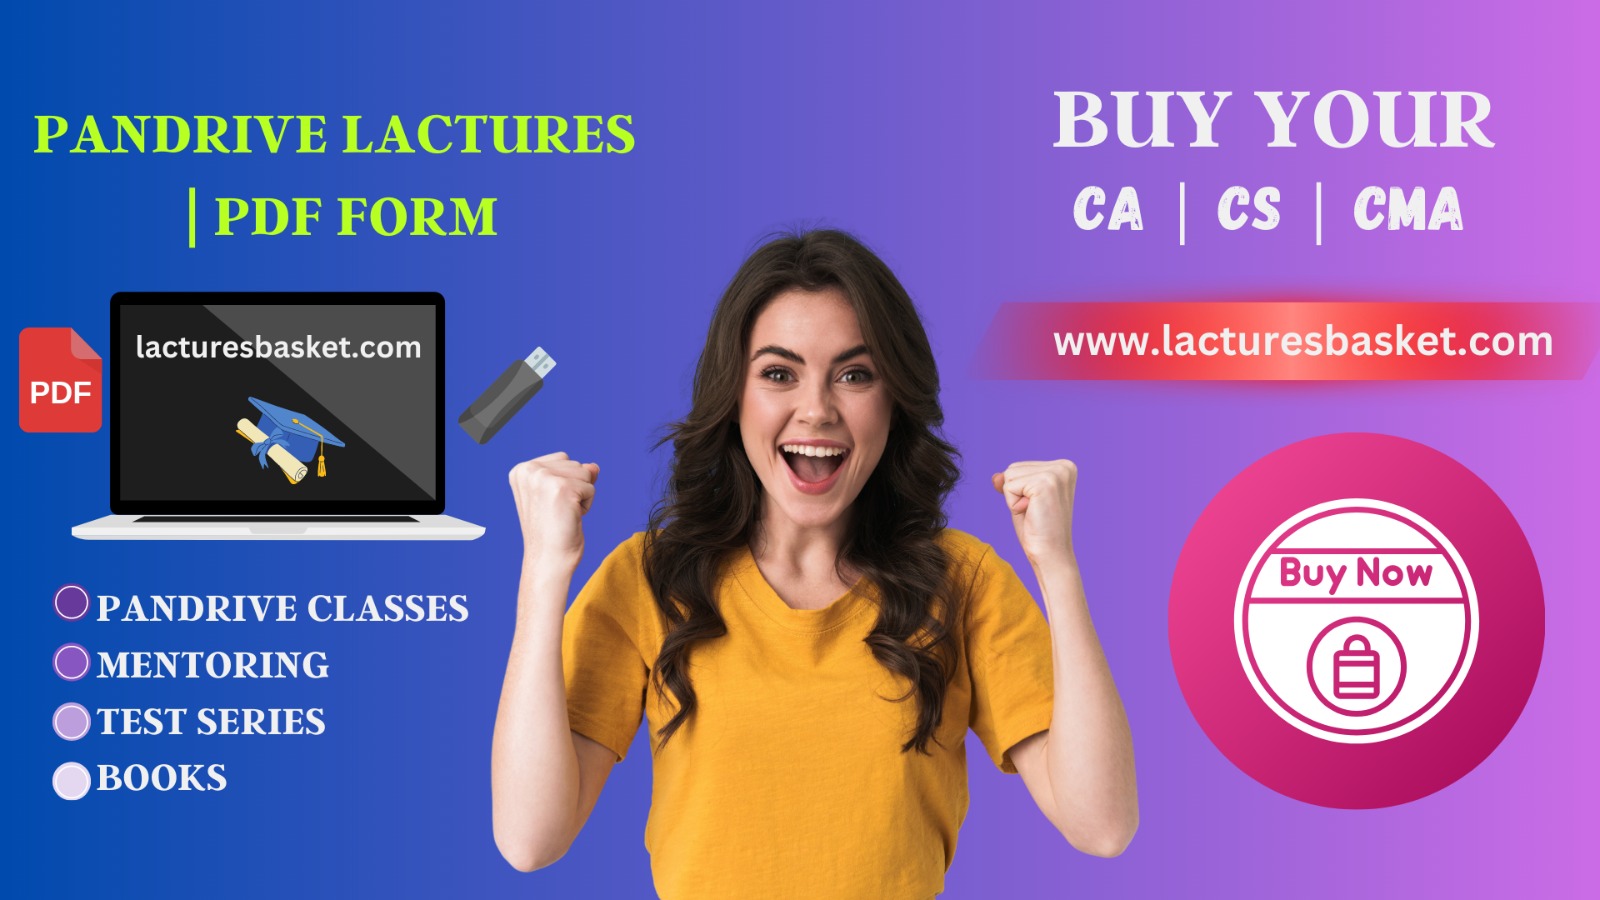 PANDRIVE LACTURES
| PDF FORM
PDF
lacturesbasket.com
PANDRIVE CLASSES
MENTORING
TEST SERIES
BOOKS
BUY YOUR
CA | CS | CMA
www.lacturesbasket.com
Buy Now